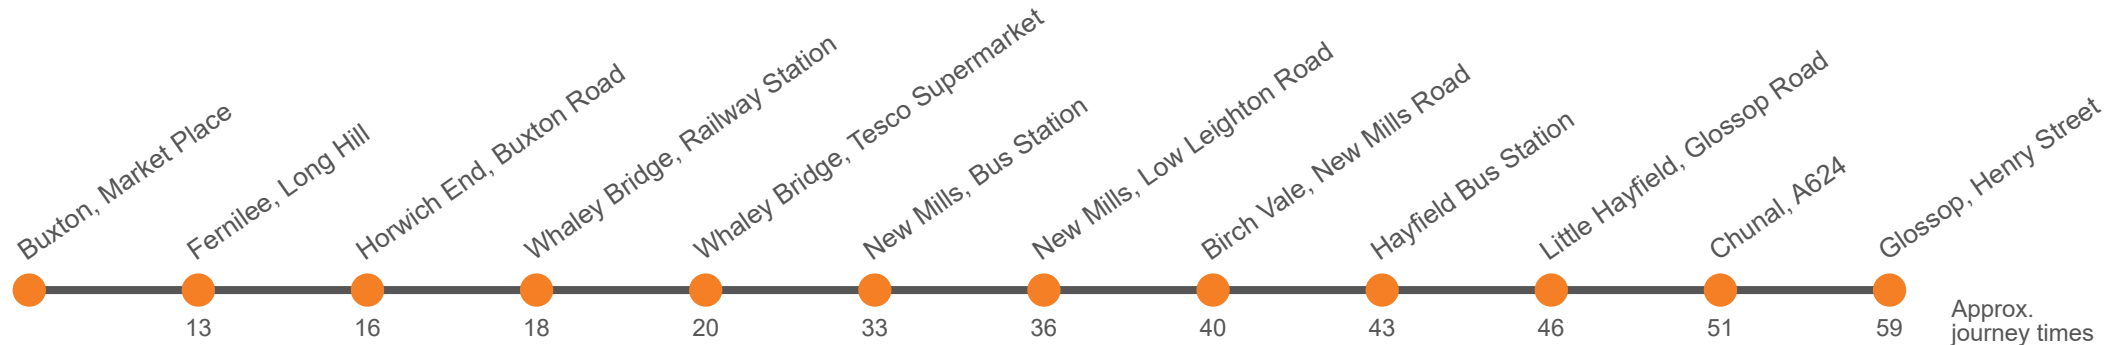 Buxton, Market Place
Fernilee, Long Hill
Horwich End, Buxton Road
Whaley Bridge, Railway Station
Whaley Bridge, Tesco Supermarket
New Mills, Bus Station
New Mills, Low Leighton Road
Birch Vale, New Mills Road
Hayfield Bus Station
Little Hayfield, Glossop Road
Chunal, A624
Glossop, Henry Street
13
16
18
20
33
36
40
43
46
51
59
Approx.
journey times